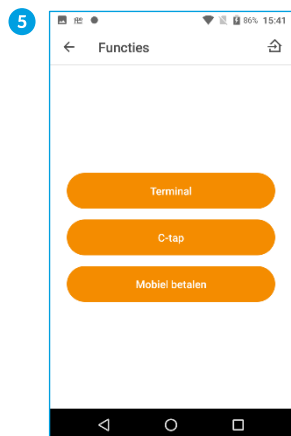 5
86% 15:41
Functies
Terminal
C-tap
Mobiel betalen